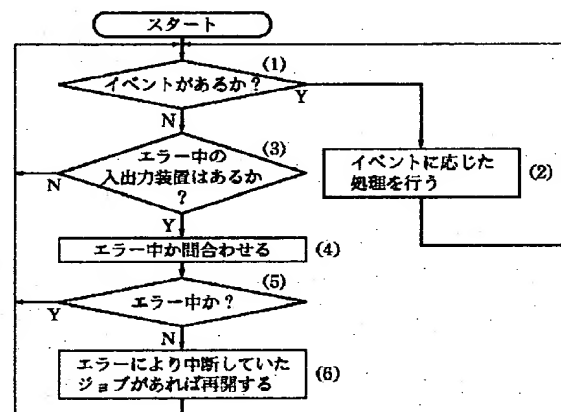 スタート
(1)
イベントがあるか?
Y
N
(3)
エラー中の
入出力装置はあるか
?
N
Y
イベントに応じた
処理を行う
(2)
エラー中か問合わせる
(4)
(5)
エラー中か?
Y
N
エラーにより中断していた
ジョブがあれば再開する
(6)